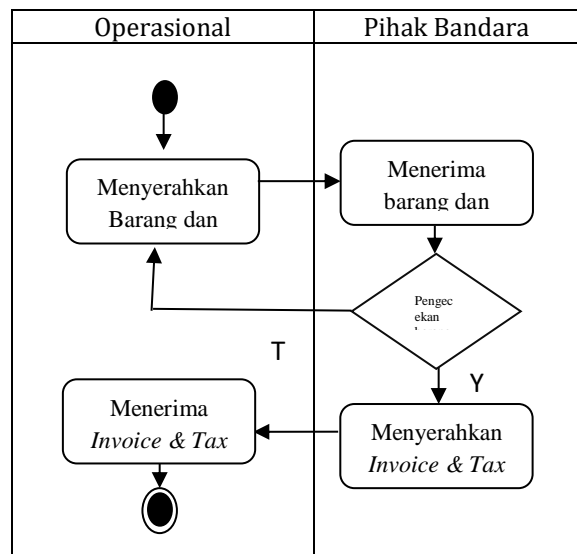 Operasional
Pihak Bandara
Menyerahkan
Barang dan
Menerima
barang dan
Pengec
ekan
T
Y
Menerima
Invoice & Tax
Menyerahkan
Invoice & Tax